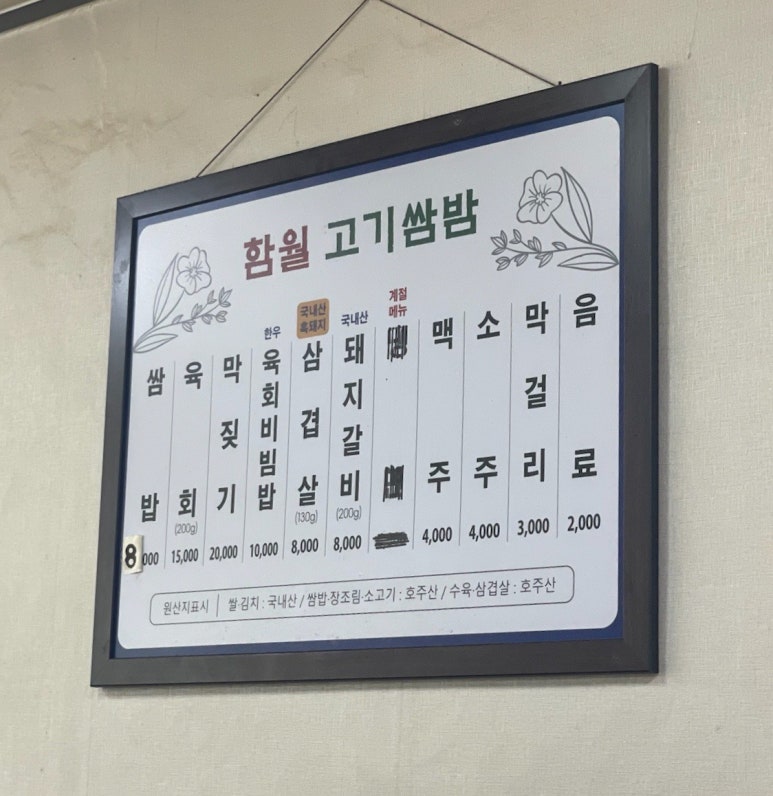 함월 고기쌈밥
쌈밥 8000
육회 (200g) 15,000
막찢기 20,000
한우 육회비빔밥 10,000
국내산 흑돼지 삼겹살 (130g) 8,000
국내산 돼지갈비 (200g) 8,000
계절 메뉴
맥주 4,000
소주 4,000
막걸리 3,000
음료 2,000
원산지표시 쌀·김치 : 국내산 / 쌈밥·장조림·소고기 : 호주산 / 수육·삼겹살 : 호주산